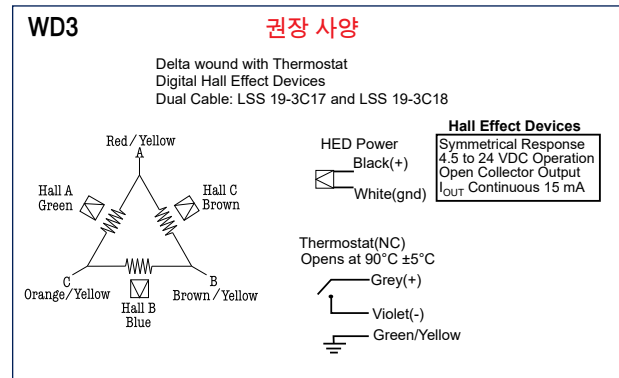 WD3
권장 사양
Delta wound with Thermostat
Digital Hall Effect Devices
Dual Cable: LSS 19-3C17 and LSS 19-3C18
Red/Yellow
A
Hall A
Green
Hall C
Brown
C
Orange/Yellow
B
Brown/Yellow
Hall B
Blue
HED Power
Black(+)
White(gnd)
Hall Effect Devices
Symmetrical Response
4.5 to 24 VDC Operation
Open Collector Output
IOUT Continuous 15 mA
Thermostat(NC)
Opens at 90°C ±5°C
Grey(+)
Violet(-)
Green/Yellow